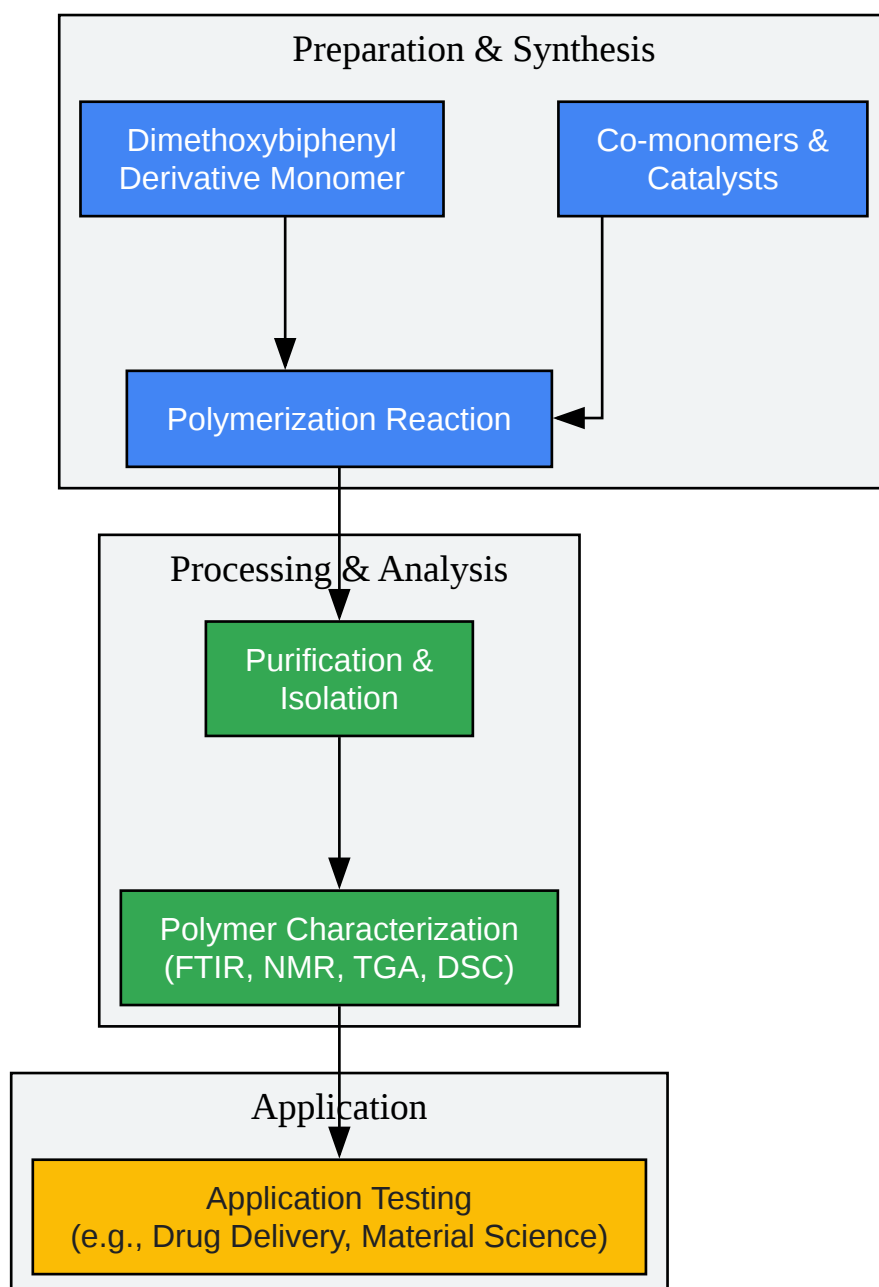 Preparation & Synthesis
Dimethoxybiphenyl
Derivative Monomer
Co-monomers &
Catalysts
Polymerization Reaction
Processing & Analysis
Purification &
Isolation
Polymer Characterization
(FTIR, NMR, TGA, DSC)
Application
Application Testing
(e.g., Drug Delivery, Material Science)